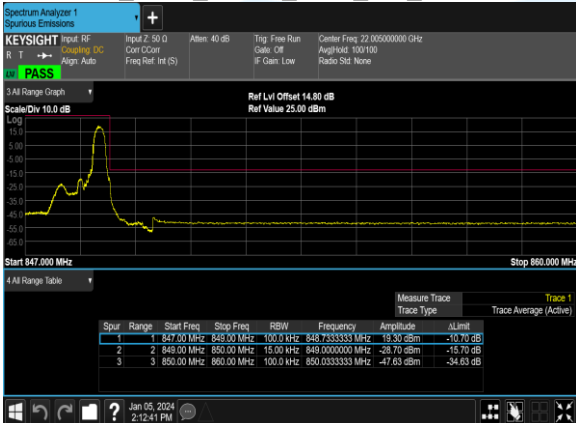 Spectrum Analyzer 1
Spurious Emissions
KEYSIGHT Input: RF Input Z: 50 Ω Atten: 40 dB Trig: Free Run Center Freq: 22.005000000 GHz
R T Coupling: DC Corr CCorr Gate: Off Avg|Hold: 100/100
Align: Auto Freq Ref: Int (S) IF Gain: Low Radio Std: None
PASS
3 All Range Graph
Ref Lvl Offset 14.80 dB
Scale/Div 10.0 dB Ref Value 25.00 dBm
Log
15.0
5.00
-5.00
-15.0
-25.0
-35.0
-45.0
-55.0
-65.0
Start 847.000 MHz Stop 860.000 MHz
4 All Range Table
Measure Trace Trace 1
Trace Type Trace Average (Active)
Spur Range Start Freq Stop Freq RBW Frequency Amplitude ΔLimit
1 1 847.00 MHz 849.00 MHz 100.0 kHz 848.7333333 MHz 19.30 dBm -10.70 dB
2 2 849.00 MHz 850.00 MHz 15.00 kHz 849.0000000 MHz -28.70 dBm -15.70 dB
3 3 850.00 MHz 860.00 MHz 100.0 kHz 850.0333333 MHz -47.63 dBm -34.63 dB
Jan 05, 2024
2:12:41 PM